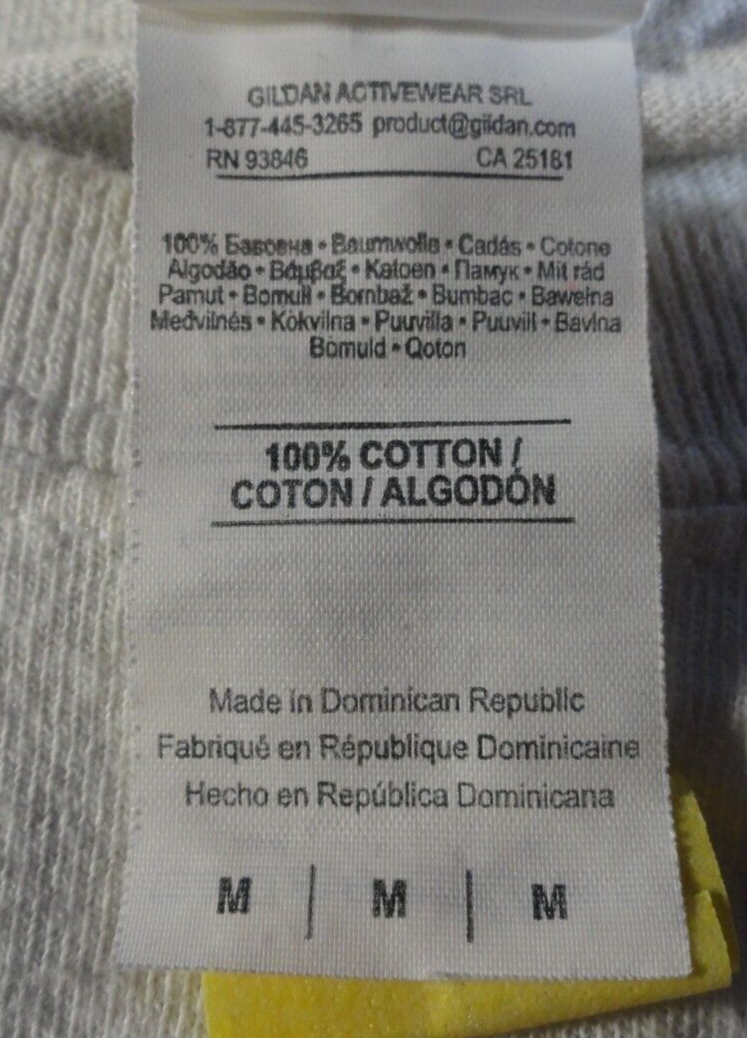 GILDAN ACTIVEWEAR SRL
1-877-445-3265 product@gildan.com
RN 93846 CA 25181
100% Бавовна • Baumwolle • Cadás • Cotone
Algodão • Βάμβαξ • Katoen • Памук • Mit rád
Pamut • Bomull • Bombaž • Bumbac • Bawełna
Medvilnės • Kokvilna • Puuvilla • Puuvill • Bavlna
Bomuld • Qoton
100% COTTON /
COTON / ALGODÓN
Made in Dominican Republic
Fabriqué en République Dominicaine
Hecho en República Dominicana
M | M | M